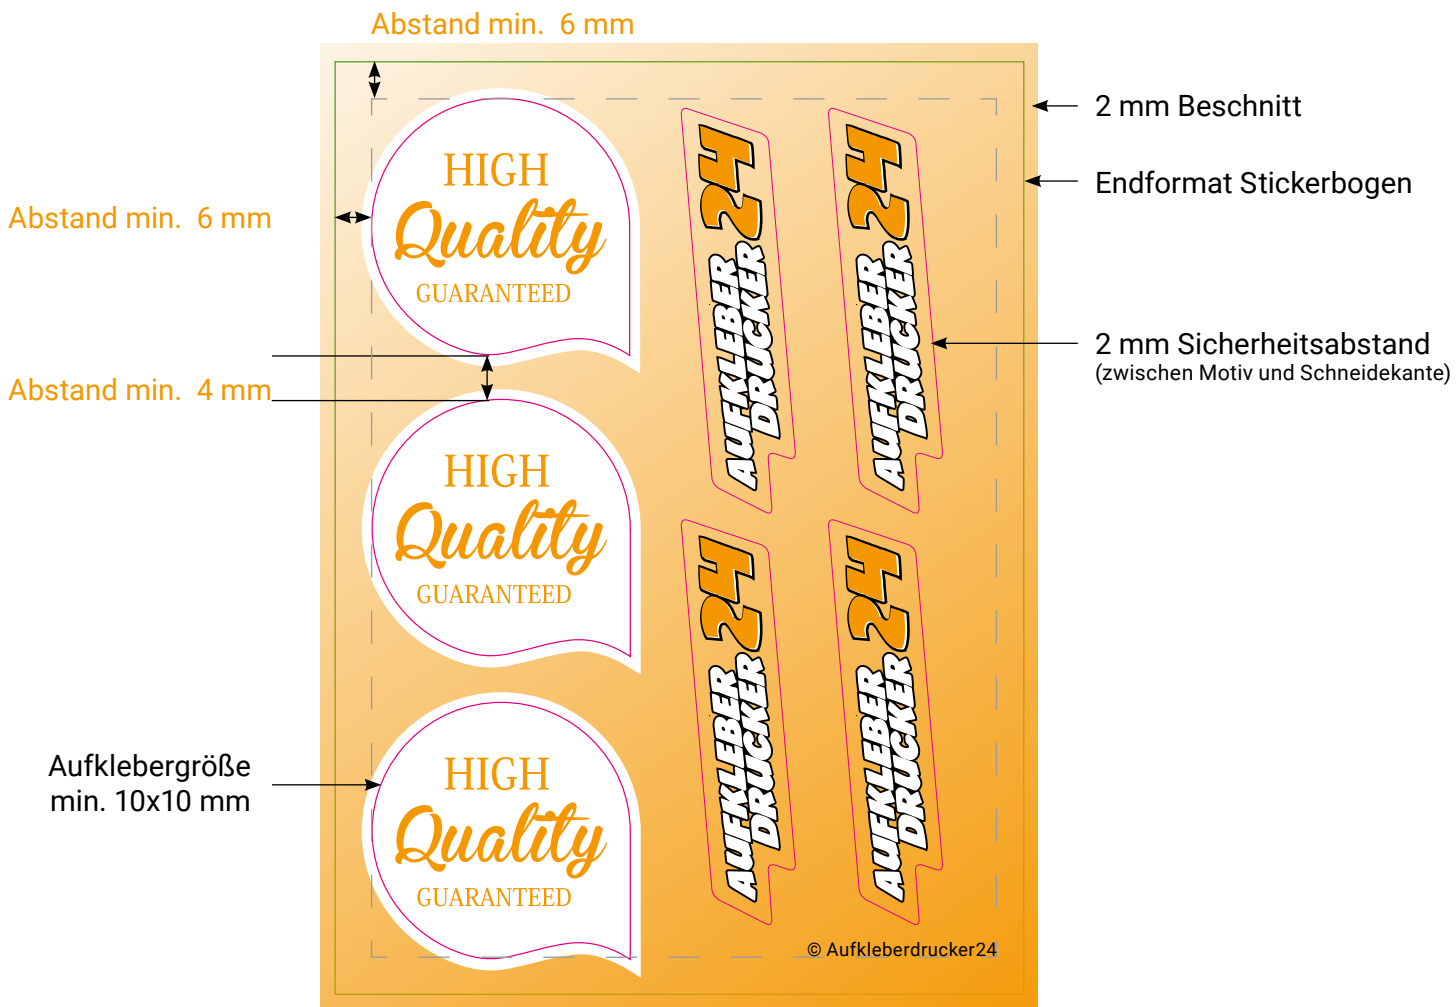 Abstand min.  6 mm
2 mm Beschnitt
Endformat Stickerbogen
Abstand min.  6 mm
2 mm Sicherheitsabstand
(zwischen Motiv und Schneidekante)
Abstand min.  4 mm
Aufklebergröße
min. 10x10 mm
HIGH
Quality
GUARANTEED
HIGH
Quality
GUARANTEED
HIGH
Quality
GUARANTEED
AUFKLEBER
DRUCKER 24
AUFKLEBER
DRUCKER 24
AUFKLEBER
DRUCKER 24
AUFKLEBER
DRUCKER 24
© Aufkleberdrucker24